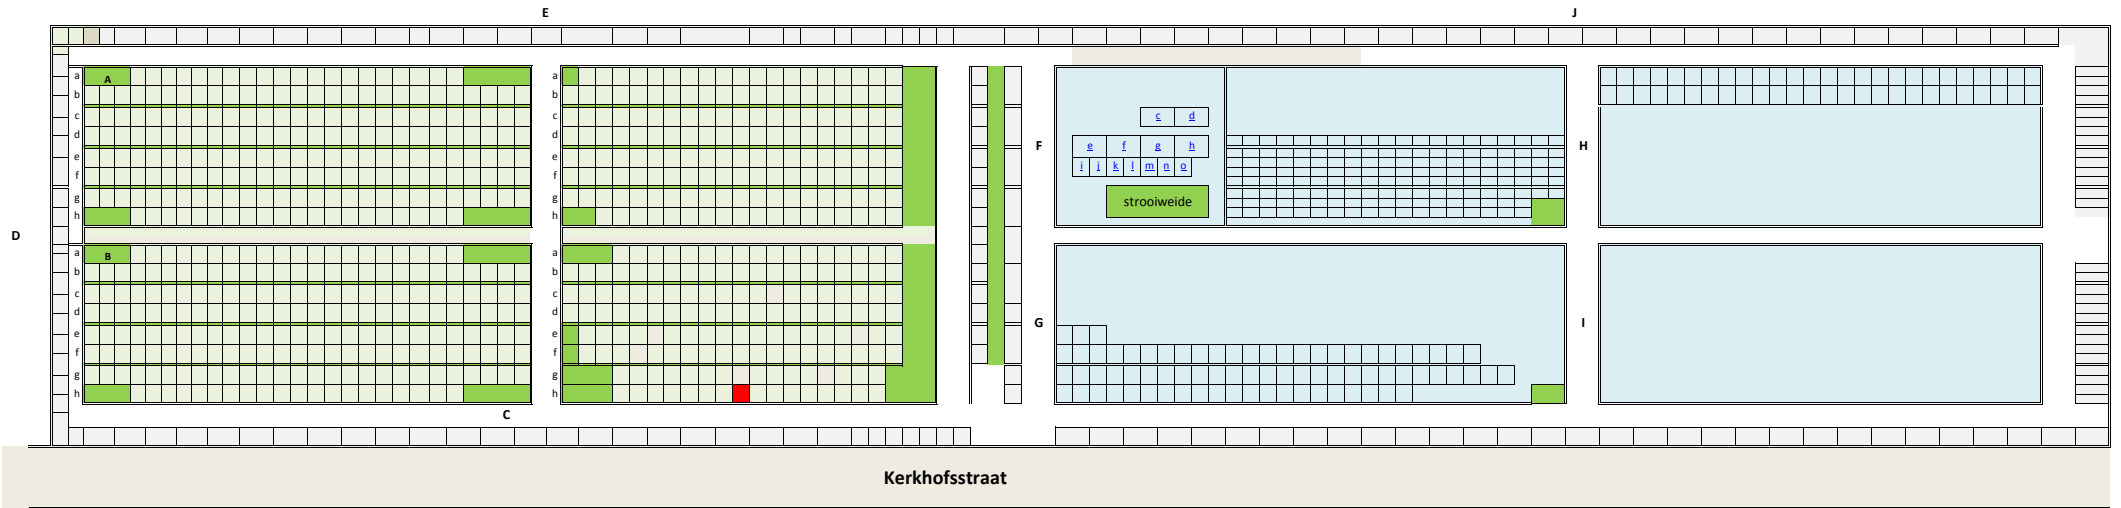 E J
a A a
b b
c c c d
d d
e e F e f g h H
f f i j k l m n o
g g strooiweide
h h
D
a B a
b b
c c
d d
e e G I
f f
g g
h h
C
Kerkhofsstraat